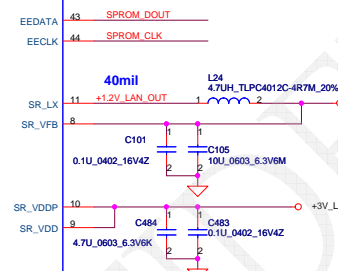 EEDATA 43 SPROM_DOUT
EECLK 44 SPROM_CLK
40mil
L24
4.7UH_TLPC4012C-4R7M_20%
SR_LX 11 +1.2V_LAN_OUT 1 2
SR_VFB 8
1 1
C101 C105
0.1U_0402_16V4Z 10U_0603_6.3V6M
2 2
SR_VDDP 10 +3V_L
SR_VDD 9
1 1
C484 C483
4.7U_0603_6.3V6K 0.1U_0402_16V4Z
2 2